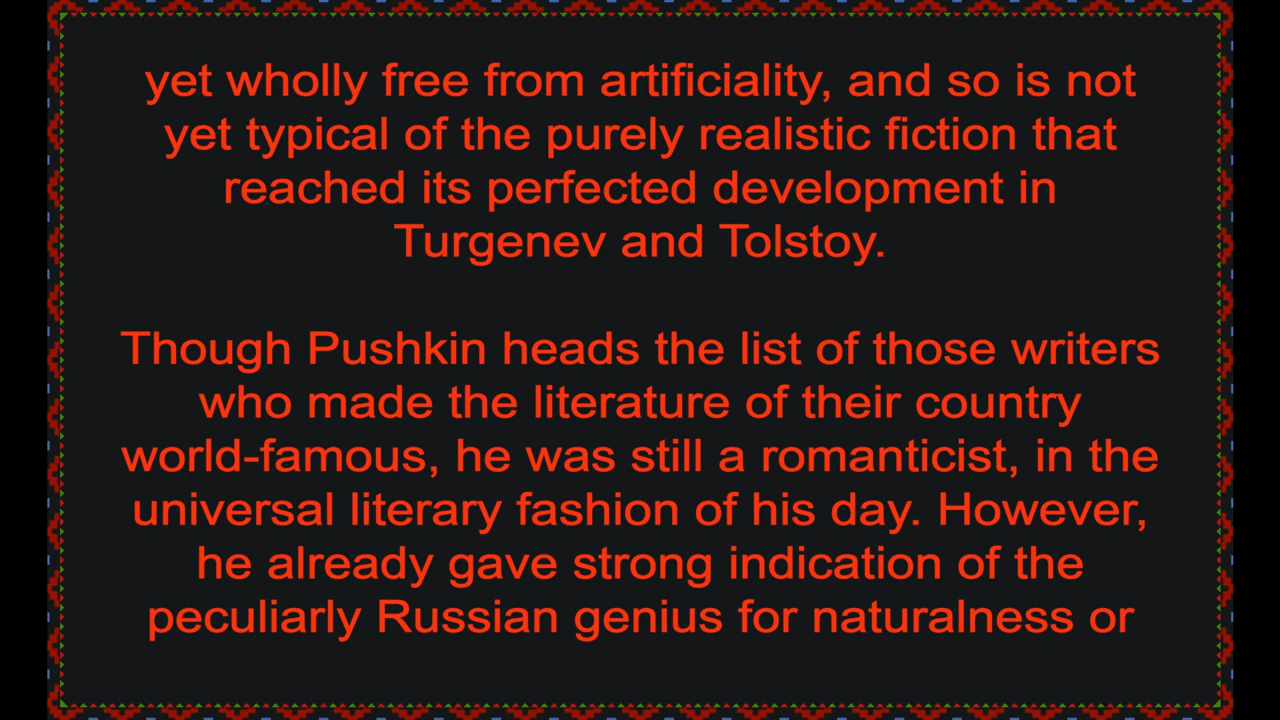 yet wholly free from artificiality, and so is not
yet typical of the purely realistic fiction that
reached its perfected development in
Turgenev and Tolstoy.
Though Pushkin heads the list of those writers
who made the literature of their country
world-famous, he was still a romanticist, in the
universal literary fashion of his day. However,
he already gave strong indication of the
peculiarly Russian genius for naturalness or